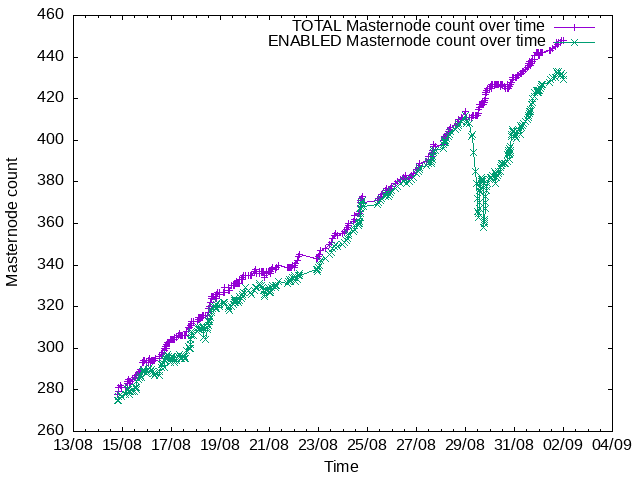 TOTAL Masternode count over time
ENABLED Masternode count over time
460
440
420
400
380
360
340
320
300
280
260
Masternode count
13/08 15/08 17/08 19/08 21/08 23/08 25/08 27/08 29/08 31/08 02/09 04/09
Time